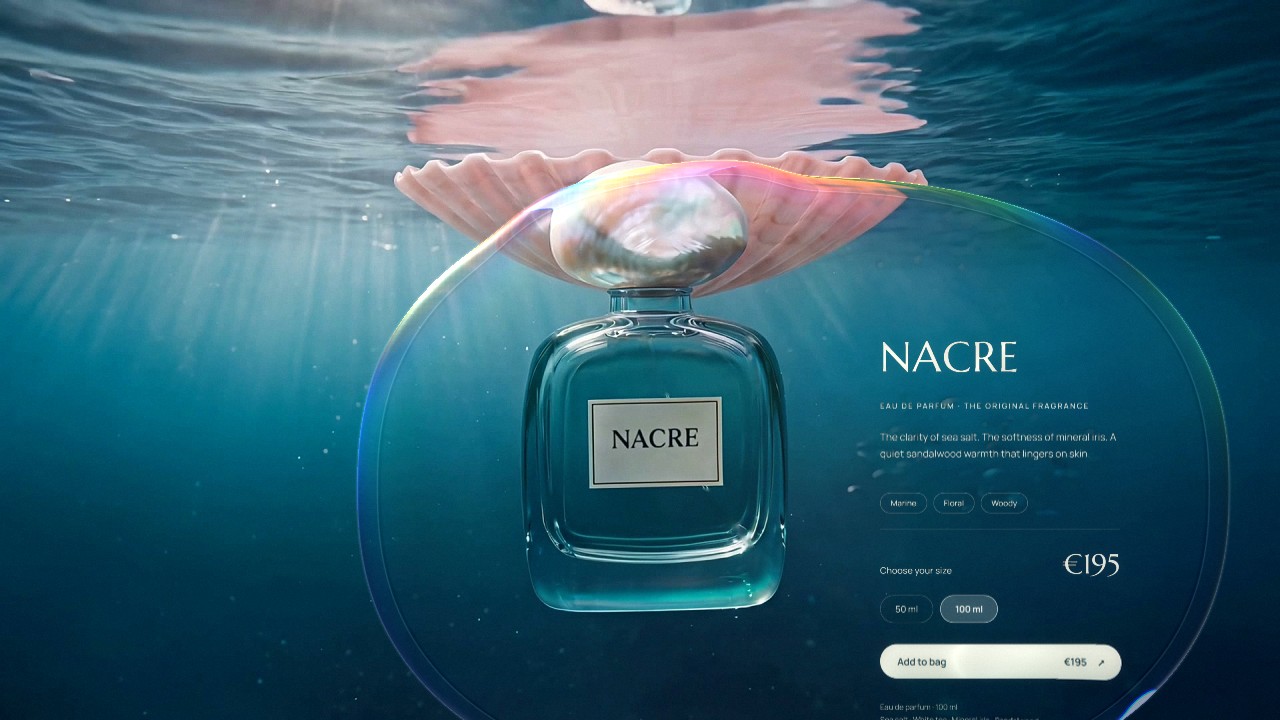 NACRE
NACRE
EAU DE PARFUM · THE ORIGINAL FRAGRANCE
The clarity of sea salt. The softness of mineral iris. A
quiet sandalwood warmth that lingers on skin.
Marine
Floral
Woody
Choose your size
€195
50 ml
100 ml
Add to bag
€195 ↗
Eau de parfum · 100 ml